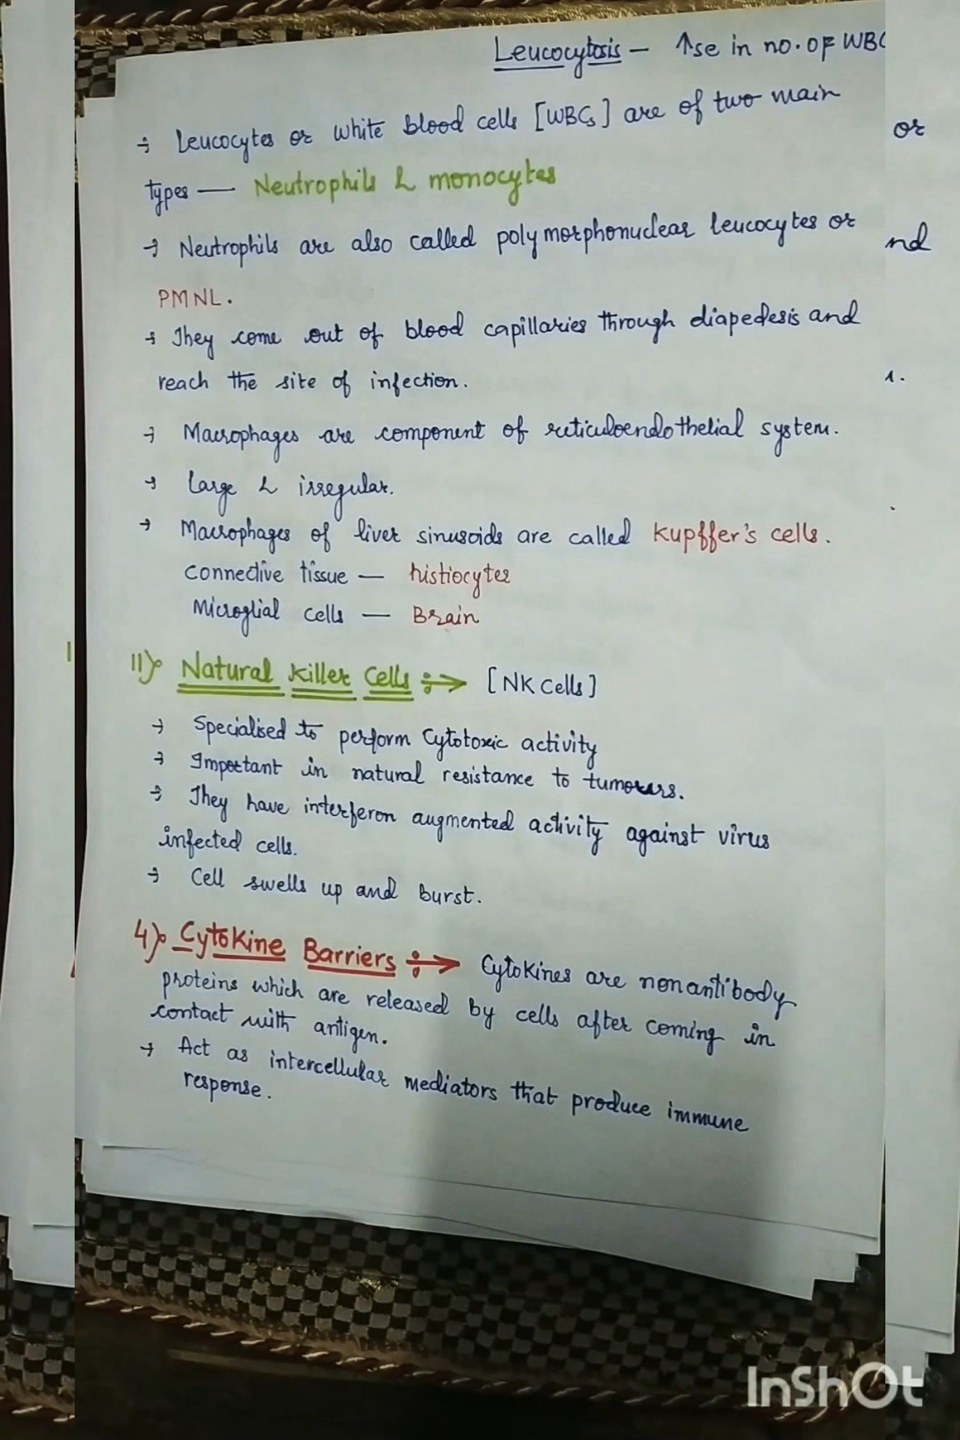 Leucocytosis — ↑se in no. of WBC
÷ Leucocytes or white blood cells [WBCs] are of two main
or
types — Neutrophils & monocytes
→ Neutrophils are also called polymorphonuclear leucocytes or
nd
PMNL.
→ They come out of blood capillaries through diapedesis and
reach the site of infection.
→ Macrophages are component of reticuloendothelial system.
→ Large & irregular.
→ Macrophages of liver sinusoids are called Kupffer's cells.
connective tissue — histiocytes
Microglial cells — Brain
11) Natural Killer Cells ÷→ [NK Cells]
→ Specialised to perform Cytotoxic activity
→ Important in natural resistance to tumours.
→ They have interferon augmented activity against virus
infected cells.
→ Cell swells up and burst.
4) Cytokine Barriers ÷→ Cytokines are nonantibody
proteins which are released by cells after coming in
contact with antigen.
→ Act as intercellular mediators that produce immune
response.
InShOt